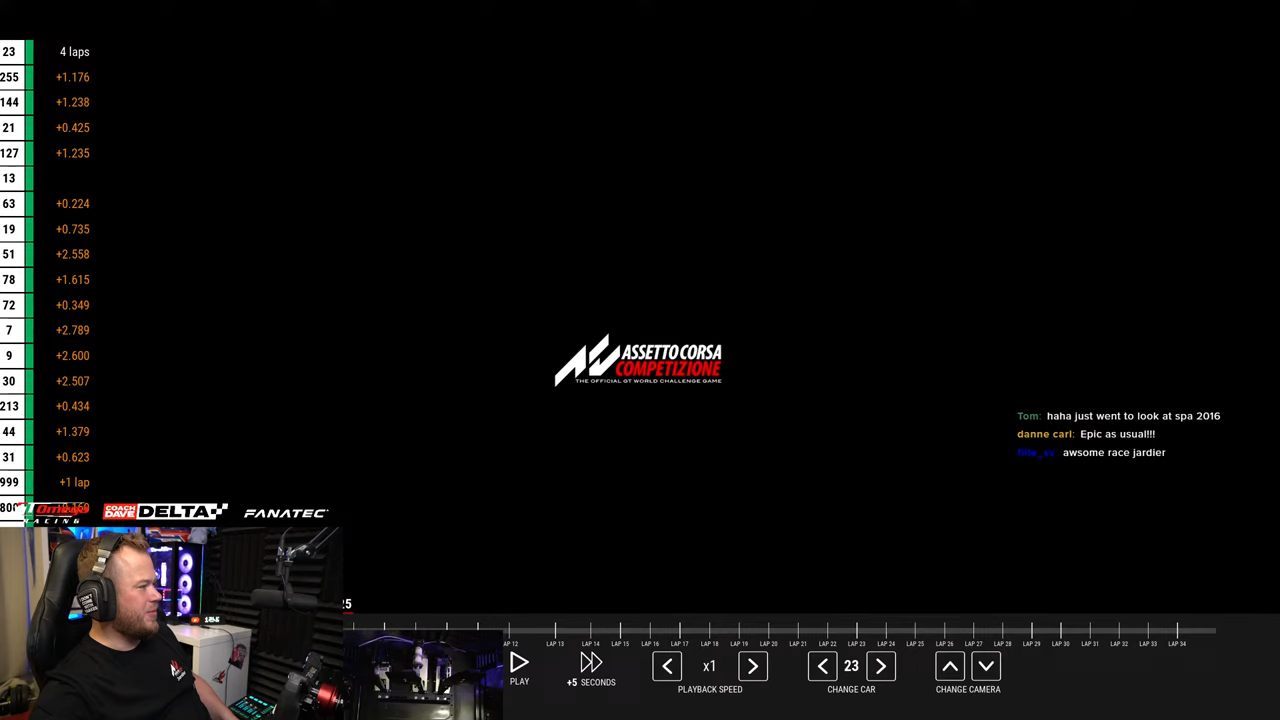 23 4 laps
255 +1.176
144 +1.238
21 +0.425
127 +1.235
13
63 +0.224
19 +0.735
51 +2.558
78 +1.615
72 +0.349
7 +2.789
9 +2.600
30 +2.507
213 +0.434
44 +1.379
31 +0.623
999 +1 lap
ASSETTO CORSA
COMPETIZIONE
THE OFFICIAL GT WORLD CHALLENGE GAME
Tom: haha just went to look at spa 2016
danne carl: Epic as usual!!!
awsome race jardier
RACING
COACH DAVE DELTA
FANATEC
25
LAP 12 LAP 13 LAP 14 LAP 15 LAP 16 LAP 17 LAP 18 LAP 19 LAP 20 LAP 21 LAP 22 LAP 23 LAP 24 LAP 25 LAP 26 LAP 27 LAP 28 LAP 29 LAP 30 LAP 31 LAP 32 LAP 33 LAP 34
PLAY
+5 SECONDS
x1
PLAYBACK SPEED
23
CHANGE CAR
CHANGE CAMERA